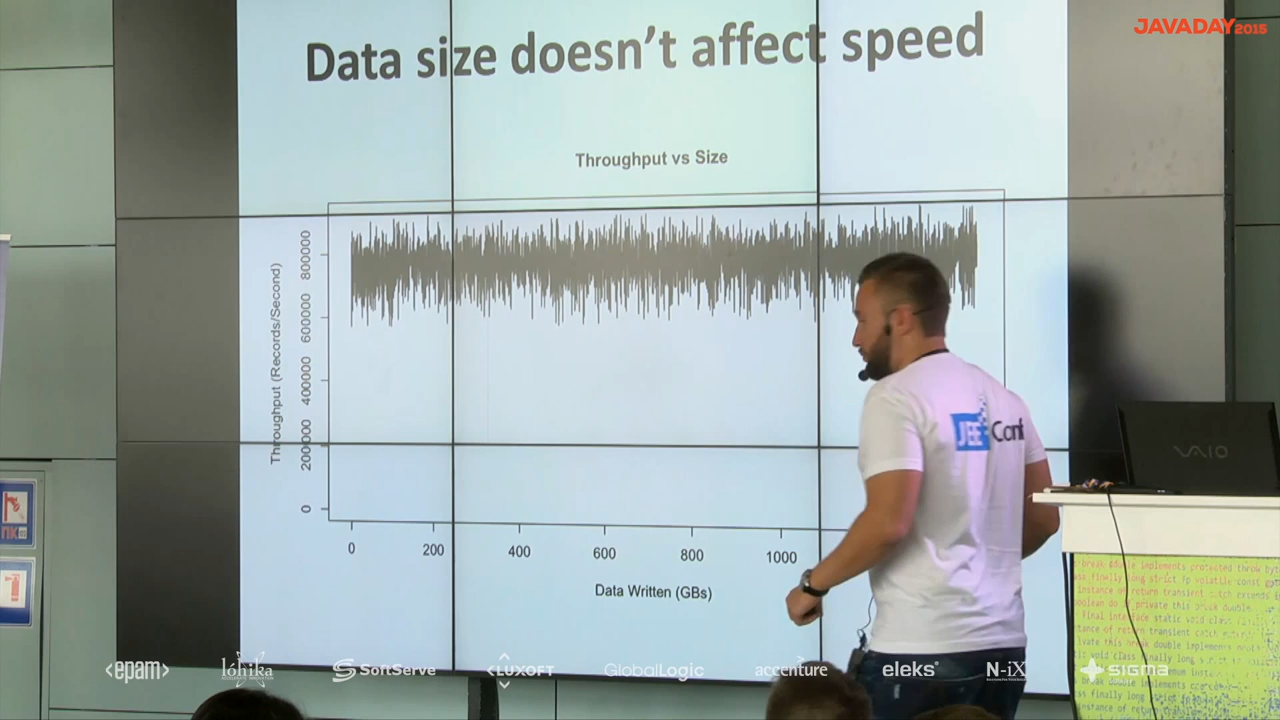 JAVADAY2015
Data size doesn't affect speed
Throughput vs Size
Throughput (Records/Second)
800000
600000
400000
200000
0
0 200 400 600 800 1000
Data Written (GBs)
JEE Conf
VAIO
<epam>
lohika
SoftServe
LUXOFT
GlobalLogic
accenture
eleks
N-iX
sigma